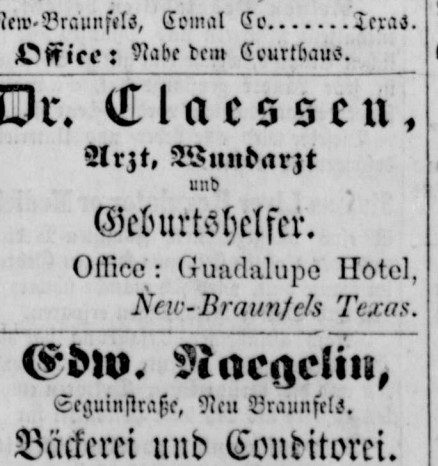 New-Braunfels, Comal Co........Texas.
Office: Nahe dem Courthaus.
Dr. Claessen,
Arzt, Wundarzt
und
Geburtshelfer.
Office: Guadalupe Hotel,
New-Braunfels Texas.
Edw. Naegelin,
Seguinstraße, Neu Braunfels.
Bäckerei und Conditorei.